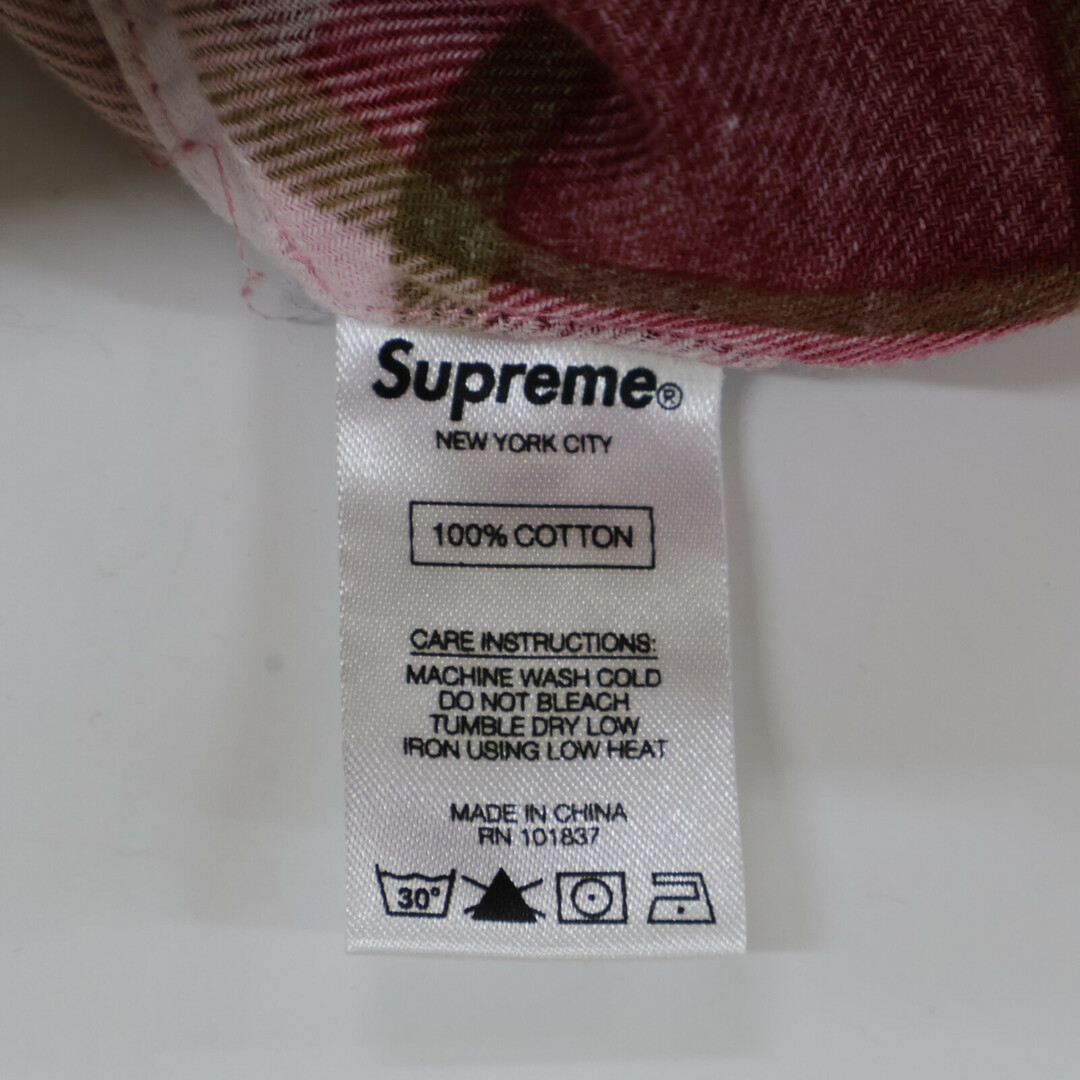 Supreme®
NEW YORK CITY
100% COTTON
CARE INSTRUCTIONS:
MACHINE WASH COLD
DO NOT BLEACH
TUMBLE DRY LOW
IRON USING LOW HEAT
MADE IN CHINA
RN 101837
30°